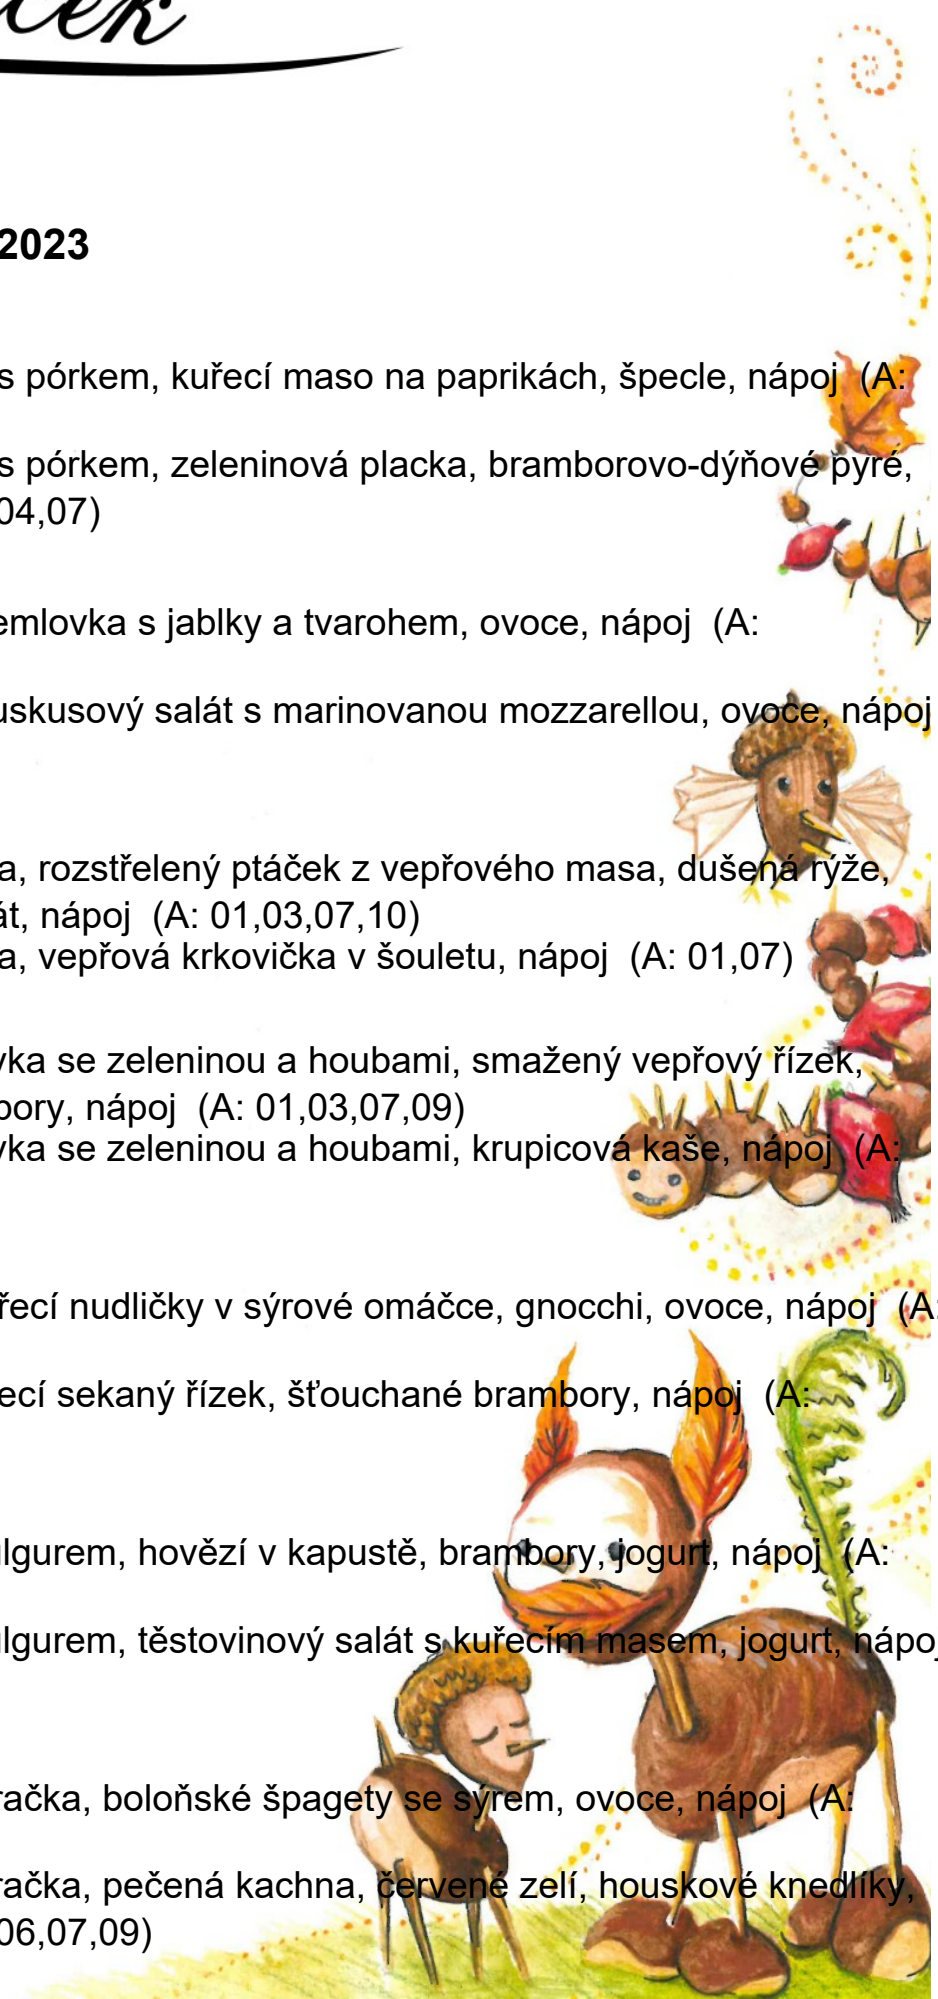 ček
2023
s pórkem, kuřecí maso na paprikách, špecle, nápoj (A:
s pórkem, zeleninová placka, bramborovo-dýňové pyré,
04,07)
emlovka s jablky a tvarohem, ovoce, nápoj (A:
uskusový salát s marinovanou mozzarellou, ovoce, nápoj
a, rozstřelený ptáček z vepřového masa, dušená rýže,
át, nápoj (A: 01,03,07,10)
a, vepřová krkovička v šouletu, nápoj (A: 01,07)
vka se zeleninou a houbami, smažený vepřový řízek,
bory, nápoj (A: 01,03,07,09)
vka se zeleninou a houbami, krupicová kaše, nápoj (A:
řecí nudličky v sýrové omáčce, gnocchi, ovoce, nápoj (A:
ecí sekaný řízek, šťouchané brambory, nápoj (A:
ulgurem, hovězí v kapustě, brambory, jogurt, nápoj (A:
ulgurem, těstovinový salát s kuřecím masem, jogurt, nápoj
račka, boloňské špagety se sýrem, ovoce, nápoj (A:
račka, pečená kachna, červené zelí, houskové knedlíky,
06,07,09)